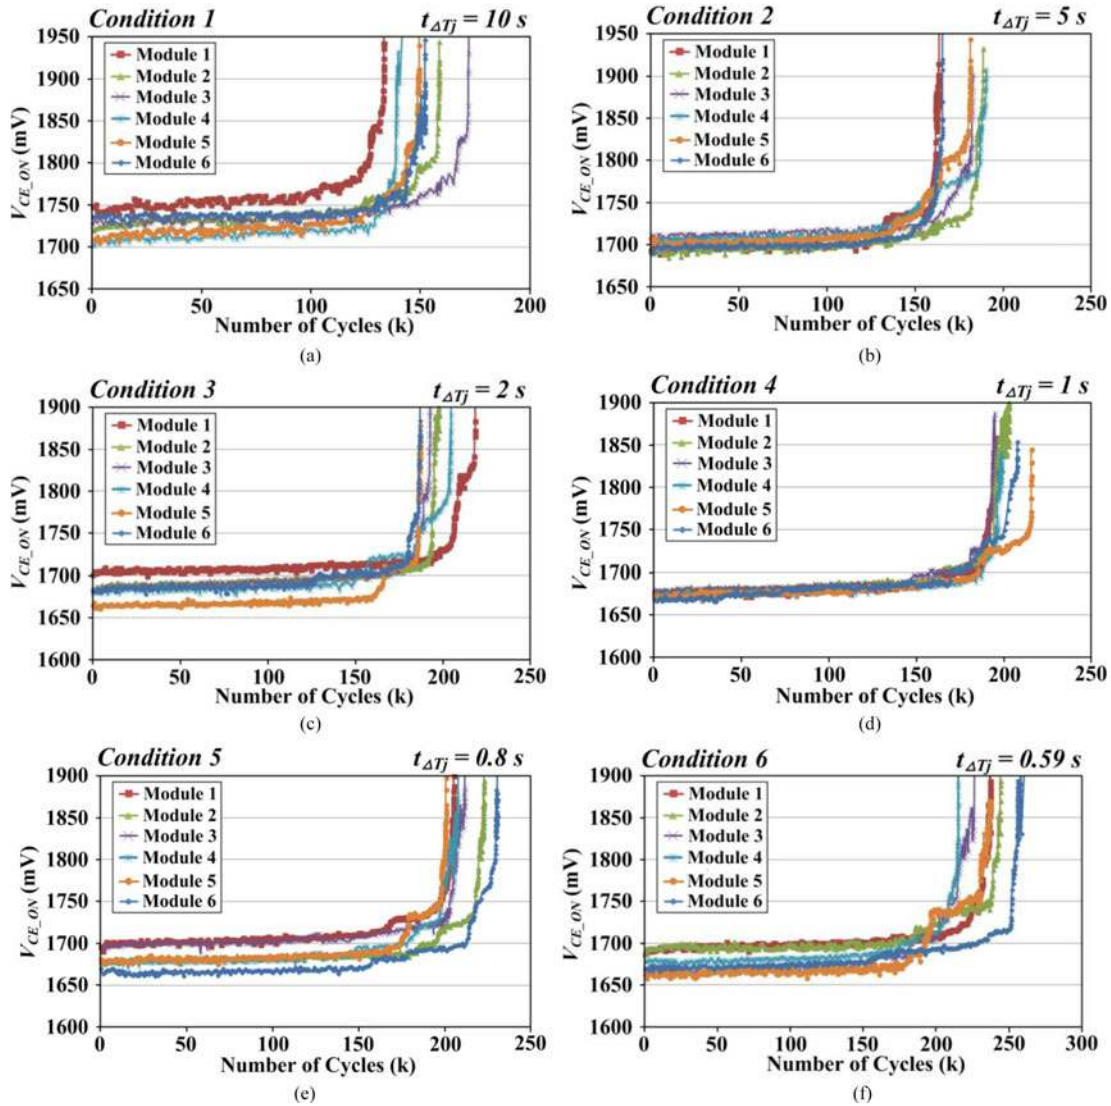 Condition 1 t△Tj = 10 s
1950
1900
1850
1800
1750
1700
1650
VCE_ON (mV)
Module 1
Module 2
Module 3
Module 4
Module 5
Module 6
0 50 100 150 200
Number of Cycles (k)
(a)
Condition 2 t△Tj = 5 s
1950
1900
1850
1800
1750
1700
1650
VCE_ON (mV)
Module 1
Module 2
Module 3
Module 4
Module 5
Module 6
0 50 100 150 200 250
Number of Cycles (k)
(b)
Condition 3 t△Tj = 2 s
1900
1850
1800
1750
1700
1650
1600
VCE_ON (mV)
Module 1
Module 2
Module 3
Module 4
Module 5
Module 6
0 50 100 150 200 250
Number of Cycles (k)
(c)
Condition 4 t△Tj = 1 s
1900
1850
1800
1750
1700
1650
1600
VCE_ON (mV)
Module 1
Module 2
Module 3
Module 4
Module 5
Module 6
0 50 100 150 200 250
Number of Cycles (k)
(d)
Condition 5 t△Tj = 0.8 s
1900
1850
1800
1750
1700
1650
1600
VCE_ON (mV)
Module 1
Module 2
Module 3
Module 4
Module 5
Module 6
0 50 100 150 200 250
Number of Cycles (k)
(e)
Condition 6 t△Tj = 0.59 s
1900
1850
1800
1750
1700
1650
1600
VCE_ON (mV)
Module 1
Module 2
Module 3
Module 4
Module 5
Module 6
0 50 100 150 200 250 300
Number of Cycles (k)
(f)